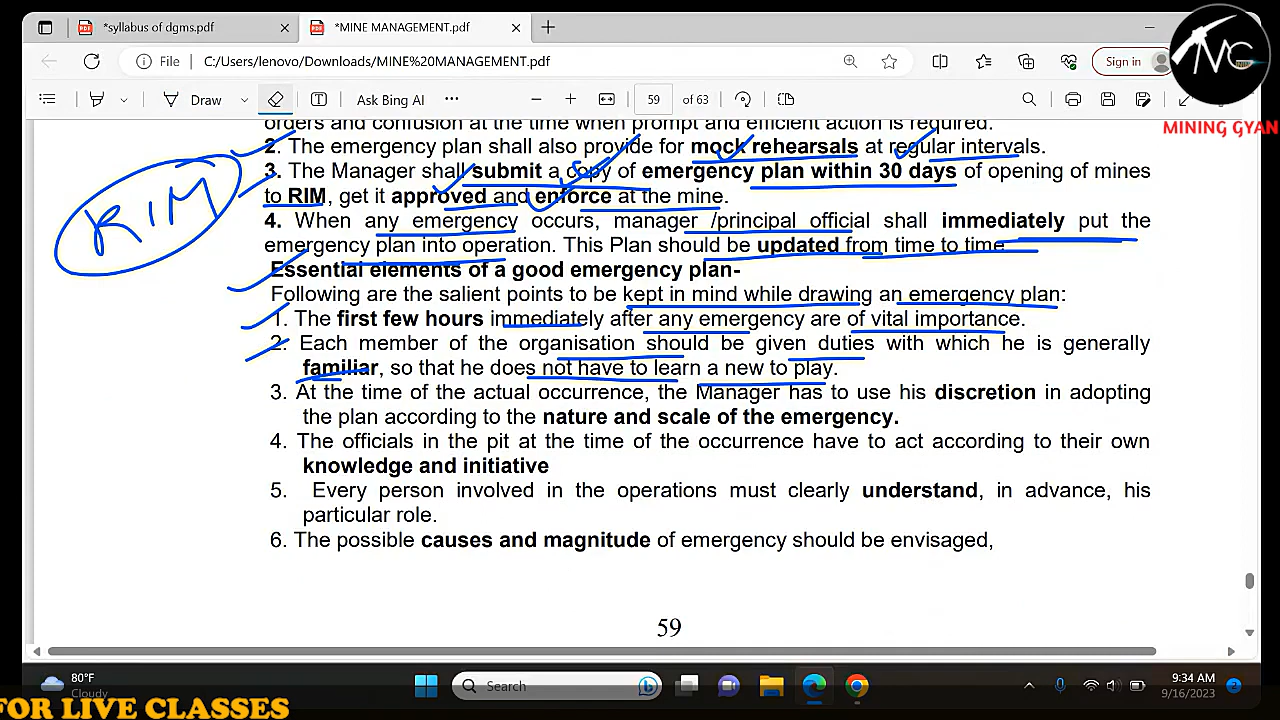 *syllabus of dgms.pdf
*MINE MANAGEMENT.pdf
File C:/Users/lenovo/Downloads/MINE%20MANAGEMENT.pdf
Sign in
Draw
Ask Bing AI
59 of 63
MC
MINING GYAN
orders and confusion at the time when prompt and efficient action is required.
2. The emergency plan shall also provide for mock rehearsals at regular intervals.
3. The Manager shall submit a copy of emergency plan within 30 days of opening of mines
to RIM, get it approved and enforce at the mine.
RIM
4. When any emergency occurs, manager /principal official shall immediately put the
emergency plan into operation. This Plan should be updated from time to time
Essential elements of a good emergency plan-
Following are the salient points to be kept in mind while drawing an emergency plan:
1. The first few hours immediately after any emergency are of vital importance.
2. Each member of the organisation should be given duties with which he is generally
familiar, so that he does not have to learn a new to play.
3. At the time of the actual occurrence, the Manager has to use his discretion in adopting
the plan according to the nature and scale of the emergency.
4. The officials in the pit at the time of the occurrence have to act according to their own
knowledge and initiative
5. Every person involved in the operations must clearly understand, in advance, his
particular role.
6. The possible causes and magnitude of emergency should be envisaged,
59
80°F
Cloudy
Search
9:34 AM
9/16/2023
2
FOR LIVE CLASSES